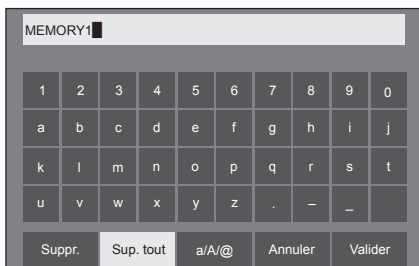 MEMORY1
1 2 3 4 5 6 7 8 9 0
a b c d e f g h i j
k l m n o p q r s t
u v w x y z . – _
Suppr. Sup. tout a/A/@ Annuler Valider